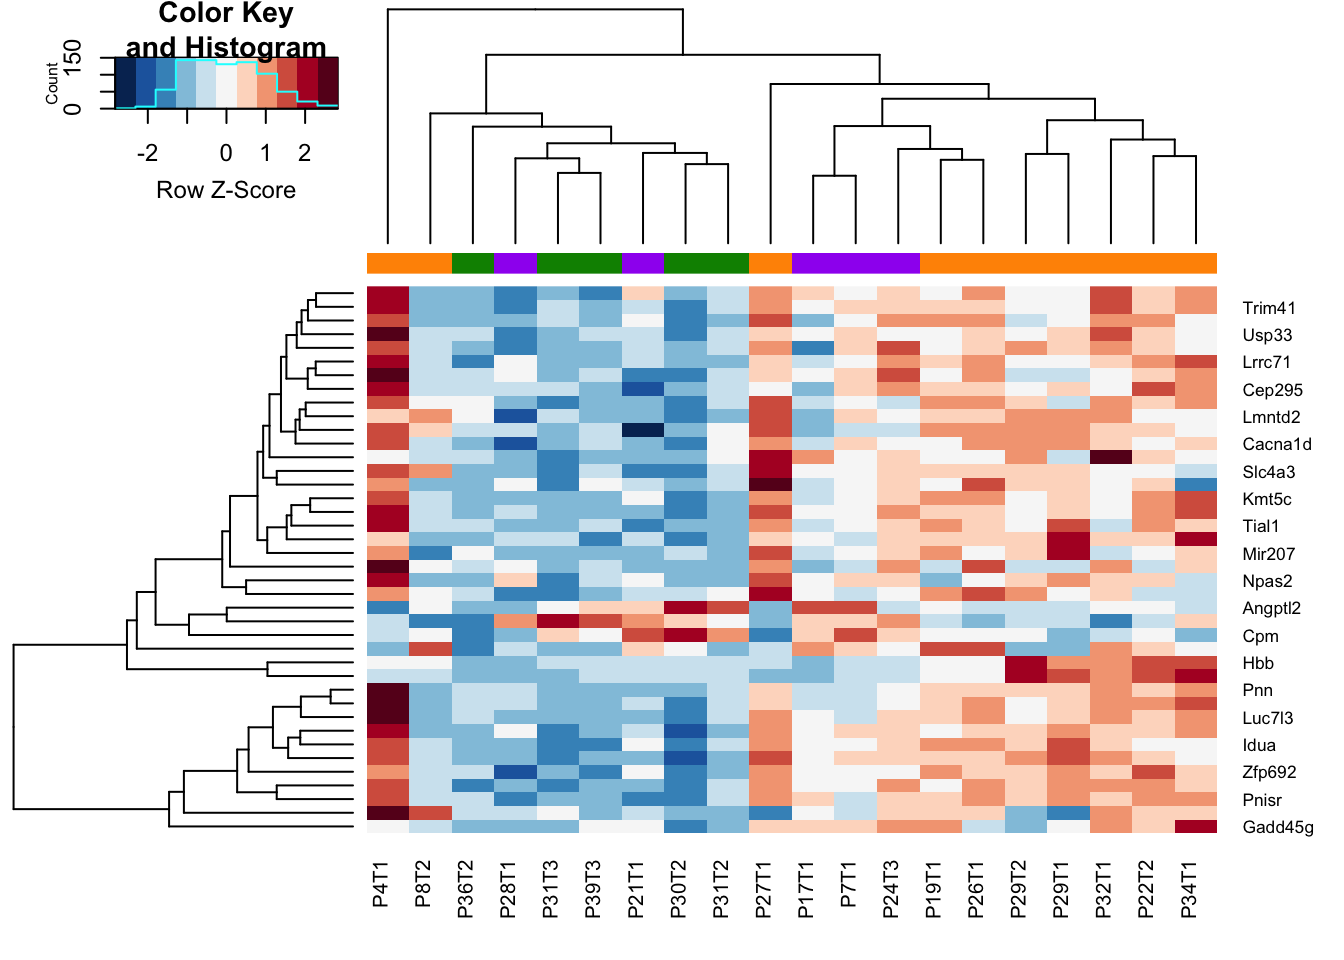 Color Key
and Histogram
Count
0 150
-2 0 1 2
Row Z-Score
Trim41
Usp33
Lrrc71
Cep295
Lmntd2
Cacna1d
Slc4a3
Kmt5c
Tial1
Mir207
Npas2
Angptl2
Cpm
Hbb
Pnn
Luc7l3
Idua
Zfp692
Pnisr
Gadd45g
P4T1 P8T2 P36T2 P28T1 P31T3 P39T3 P21T1 P30T2 P31T2 P27T1 P17T1 P7T1 P24T3 P19T1 P26T1 P29T2 P29T1 P32T1 P22T2 P34T1